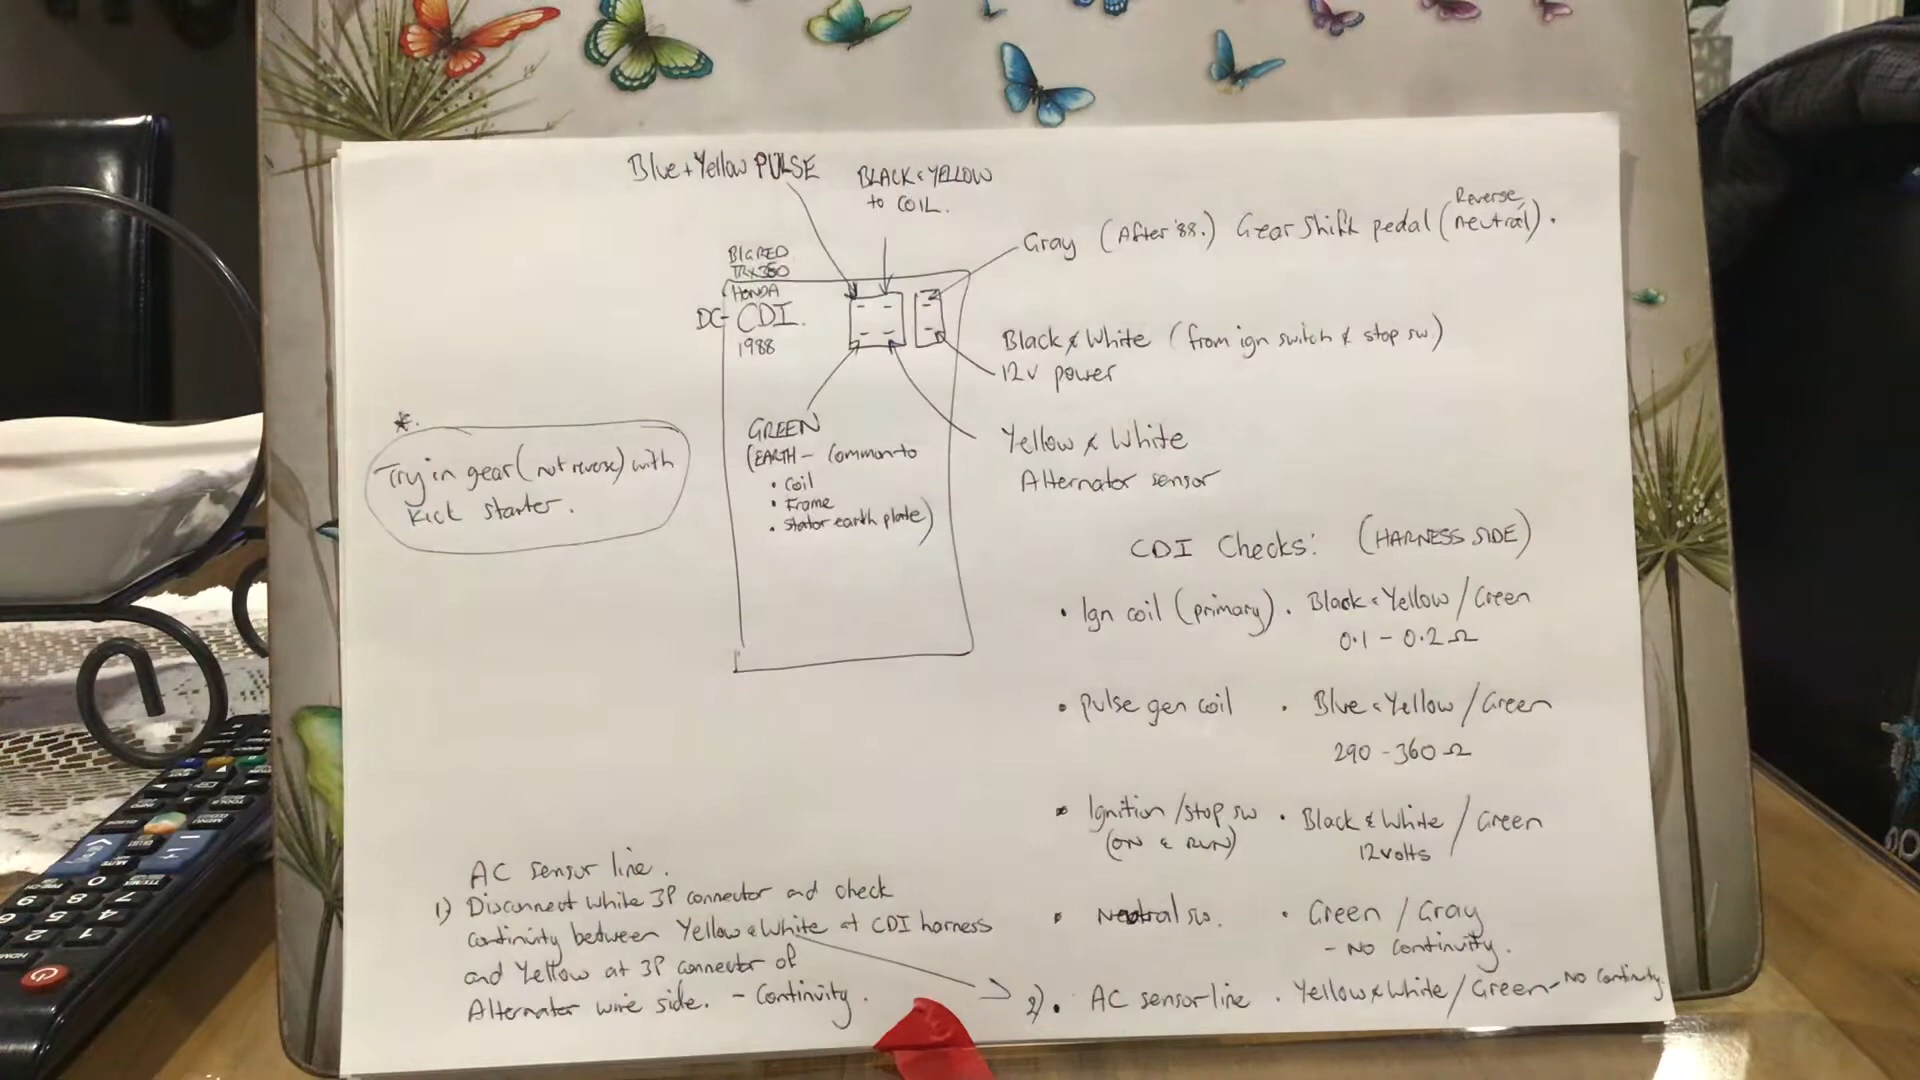 Blue + Yellow PULSE
BLACK & YELLOW
to COIL.
Reverse
Gray (After '88.) Gear Shift pedal (neutral).
BIG RED
TRX350
HONDA
DC- CDI.
1988
Black & White (from ign switch & stop sw.)
12v power
GREEN
(EARTH - Common to
• Coil
• Frame
• Stator earth plate)
Yellow & White
Alternator sensor
*.
Try in gear (not reverse) with
kick starter.
CDI Checks: (HARNESS SIDE)
• Ign coil (primary). Black & Yellow / Green
0.1 - 0.2 Ω
• Pulse gen coil • Blue & Yellow / Green
290 - 360 Ω
• Ignition / stop sw • Black & White / Green
(ON & RUN) 12volts
• Neutral sw. • Green / Gray
- NO continuity.
2). • AC sensor line . Yellow & White / Green - NO Continuity.
AC sensor line.
1) Disconnect white 3P connector and check
continuity between Yellow & White at CDI harness
and Yellow at 3P connector of
Alternator wire side. - Continuity.